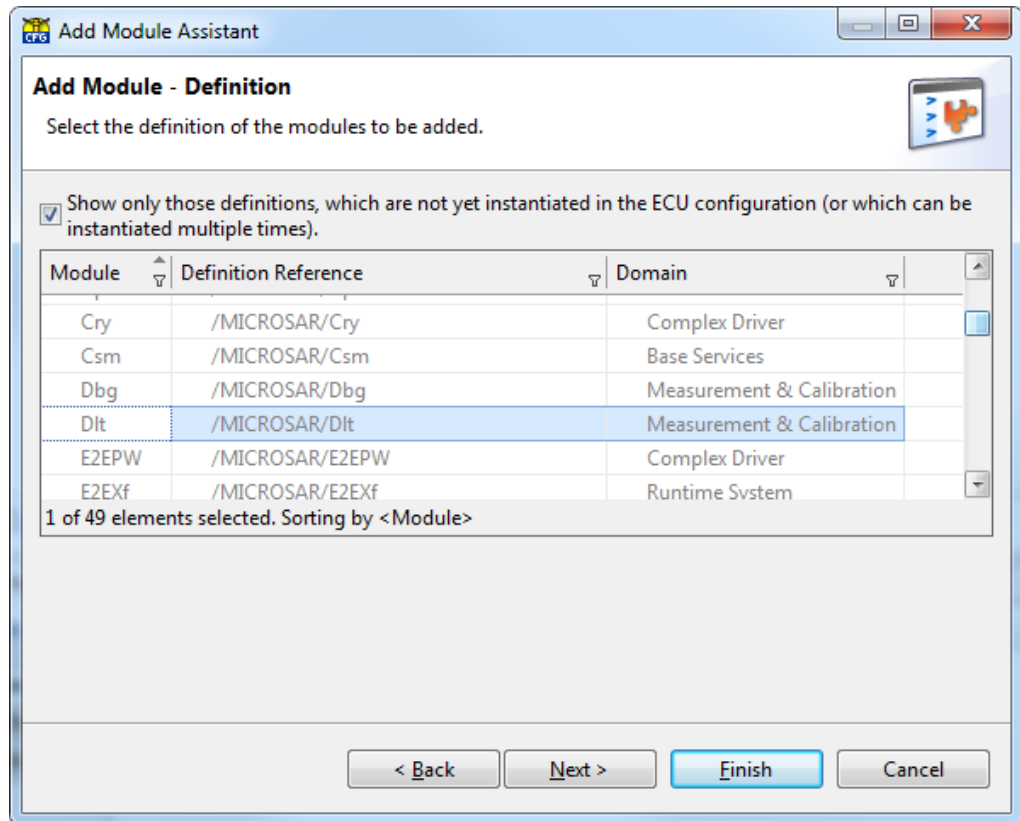 CFG Add Module Assistant
Add Module - Definition
Select the definition of the modules to be added.
Show only those definitions, which are not yet instantiated in the ECU configuration (or which can be
instantiated multiple times).
Module Definition Reference Domain
Cry /MICROSAR/Cry Complex Driver
Csm /MICROSAR/Csm Base Services
Dbg /MICROSAR/Dbg Measurement & Calibration
Dlt /MICROSAR/Dlt Measurement & Calibration
E2EPW /MICROSAR/E2EPW Complex Driver
E2EXf /MICROSAR/E2EXf Runtime System
1 of 49 elements selected. Sorting by <Module>
< Back Next > Finish Cancel